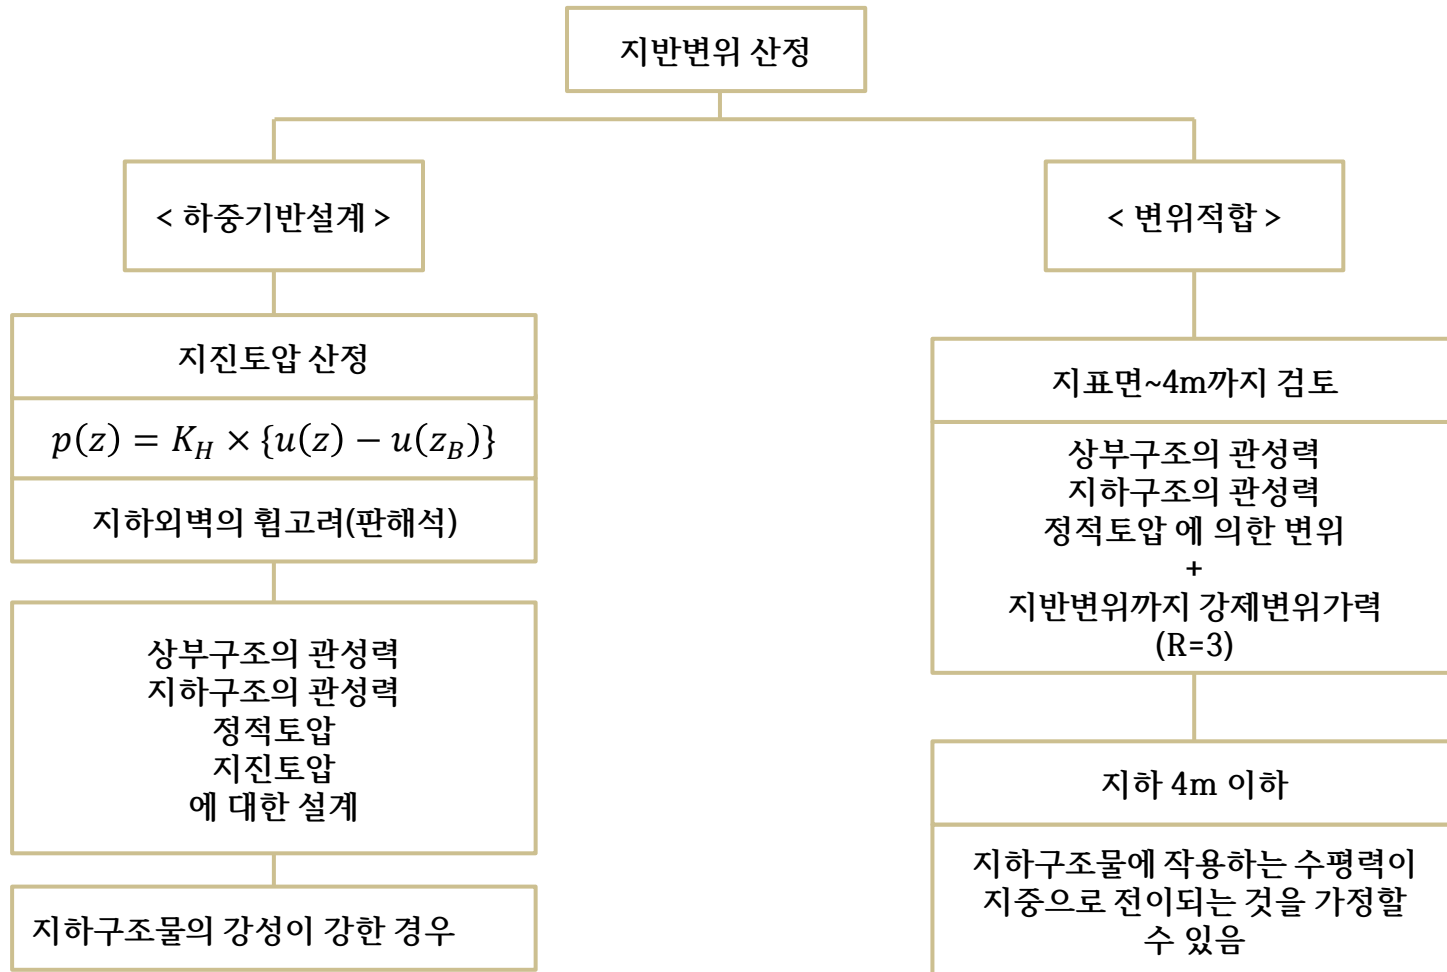 지반변위 산정
< 하중기반설계 >
지진토압 산정
p(z) = K_H × {u(z) − u(z_B)}
지하외벽의 휨고려(판해석)
상부구조의 관성력
지하구조의 관성력
정적토압
지진토압
에 대한 설계
지하구조물의 강성이 강한 경우
< 변위적합 >
지표면~4m까지 검토
상부구조의 관성력
지하구조의 관성력
정적토압 에 의한 변위
+
지반변위까지 강제변위가력
(R=3)
지하 4m 이하
지하구조물에 작용하는 수평력이
지중으로 전이되는 것을 가정할
수 있음